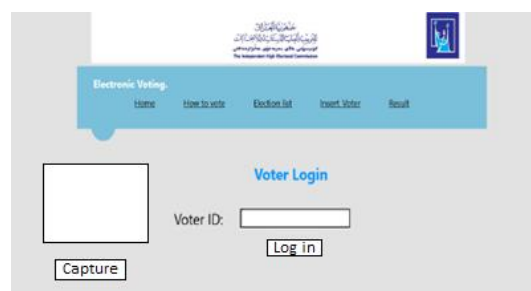 The Independent High Electoral Commission
Electronic Voting.
Home How to vote Election list Insert Voter Result
Voter Login
Voter ID:
Log in
Capture